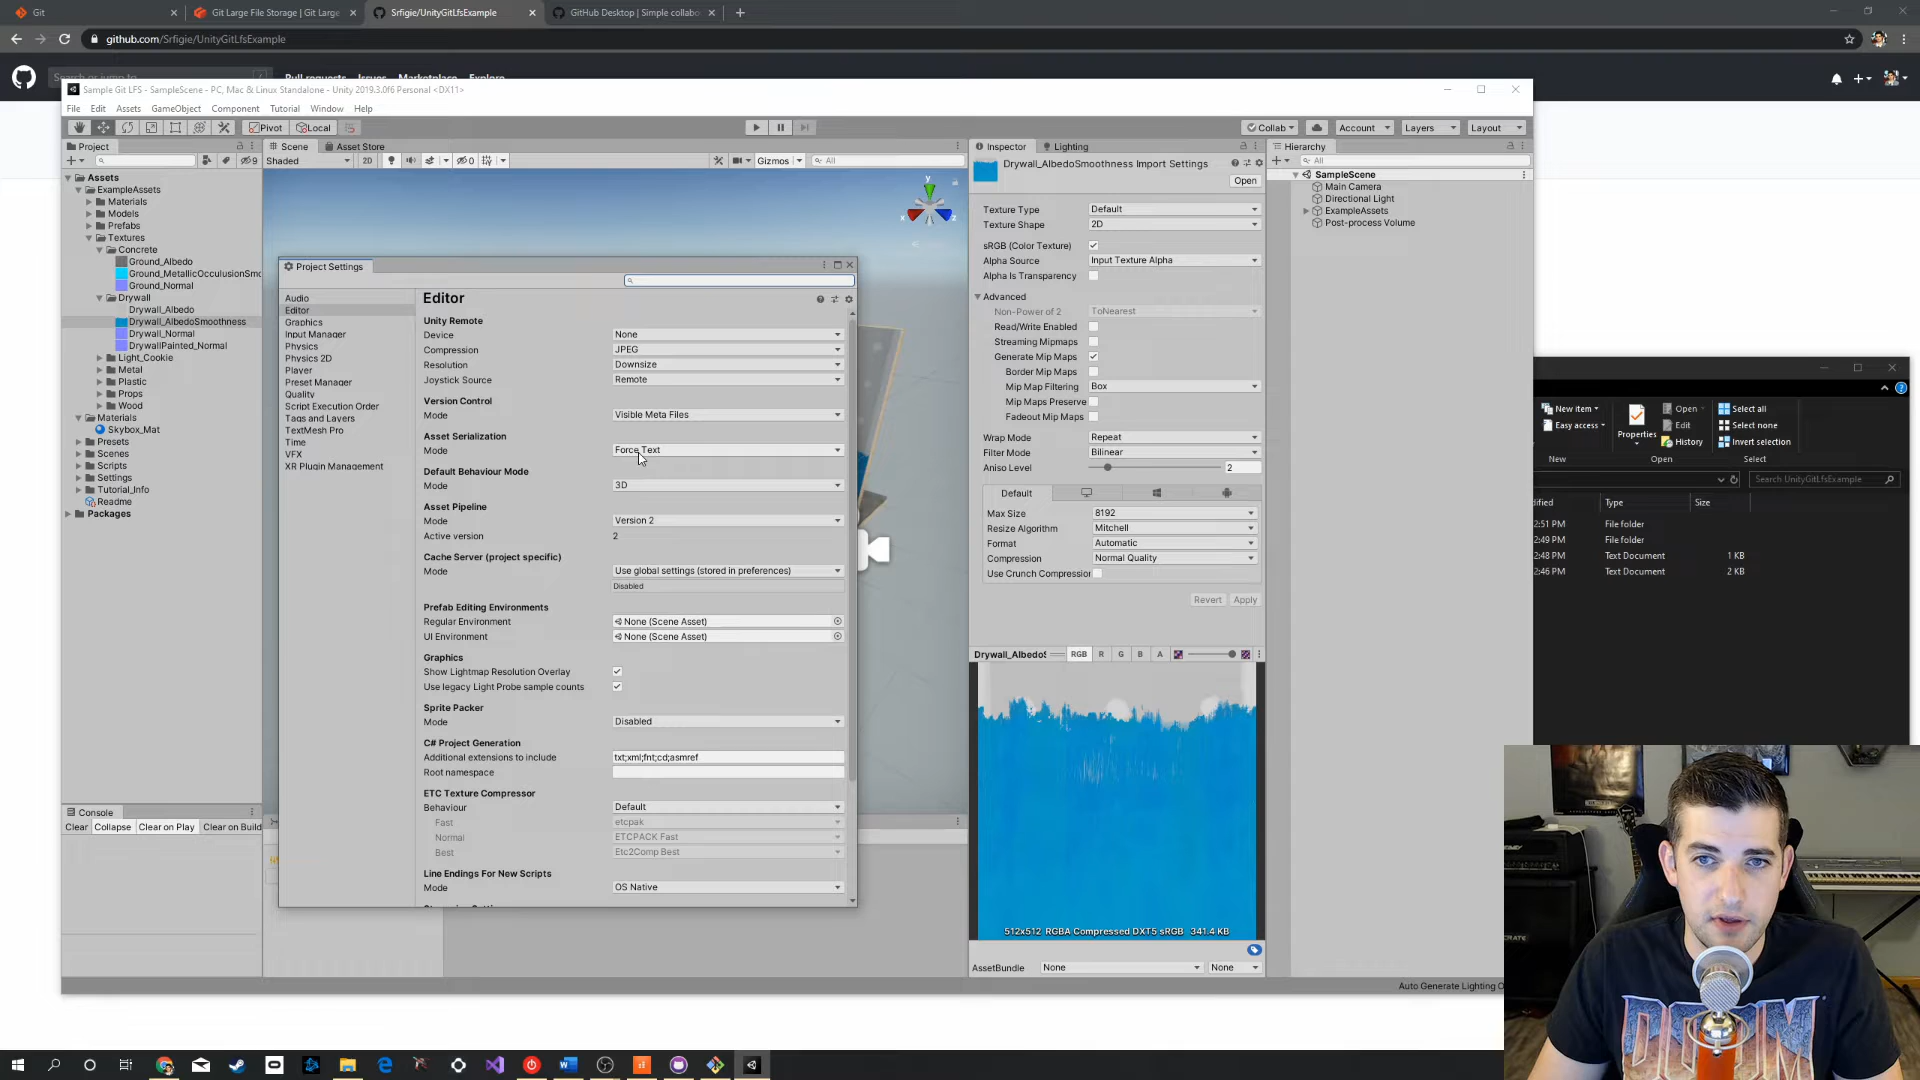 Git
Git Large File Storage | Git Large
Srfigie/UnityGitLfsExample
GitHub Desktop | Simple collabo
github.com/Srfigie/UnityGitLfsExample
Search or jump to...
Pull requests Issues Marketplace Explore
Sample Git LFS - SampleScene - PC, Mac & Linux Standalone - Unity 2019.3.0f6 Personal <DX11>
File Edit Assets GameObject Component Tutorial Window Help
Pivot Local
Collab Account Layers Layout
Project
9
Assets
ExampleAssets
Materials
Models
Prefabs
Textures
Concrete
Ground_Albedo
Ground_MetallicOcculusionSmo
Ground_Normal
Drywall
Drywall_Albedo
Drywall_AlbedoSmoothness
Drywall_Normal
DrywallPainted_Normal
Light_Cookie
Metal
Plastic
Props
Wood
Materials
Skybox_Mat
Presets
Scenes
Scripts
Settings
Tutorial_Info
Readme
Packages
Scene Asset Store
Shaded 2D 0 Gizmos All
y
x z
Project Settings
Audio
Editor
Graphics
Input Manager
Physics
Physics 2D
Player
Preset Manager
Quality
Script Execution Order
Tags and Layers
TextMesh Pro
Time
VFX
XR Plugin Management
Editor
Unity Remote
Device None
Compression JPEG
Resolution Downsize
Joystick Source Remote
Version Control
Mode Visible Meta Files
Asset Serialization
Mode Force Text
Default Behaviour Mode
Mode 3D
Asset Pipeline
Mode Version 2
Active version 2
Cache Server (project specific)
Mode Use global settings (stored in preferences)
Disabled
Prefab Editing Environments
Regular Environment None (Scene Asset)
UI Environment None (Scene Asset)
Graphics
Show Lightmap Resolution Overlay
Use legacy Light Probe sample counts
Sprite Packer
Mode Disabled
C# Project Generation
Additional extensions to include txt;xml;fnt;cd;asmref
Root namespace
ETC Texture Compressor
Behaviour Default
Fast etcpak
Normal ETCPACK Fast
Best Etc2Comp Best
Line Endings For New Scripts
Mode OS Native
Console
Clear Collapse Clear on Play Clear on Build
Inspector Lighting
Drywall_AlbedoSmoothness Import Settings
Open
Texture Type Default
Texture Shape 2D
sRGB (Color Texture)
Alpha Source Input Texture Alpha
Alpha Is Transparency
Advanced
Non-Power of 2 ToNearest
Read/Write Enabled
Streaming Mipmaps
Generate Mip Maps
Border Mip Maps
Mip Map Filtering Box
Mip Maps Preserve
Fadeout Mip Maps
Wrap Mode Repeat
Filter Mode Bilinear
Aniso Level 2
Default
Max Size 8192
Resize Algorithm Mitchell
Format Automatic
Compression Normal Quality
Use Crunch Compression
Revert Apply
Drywall_AlbedoS RGB R G B A
512x512 RGBA Compressed DXT5 sRGB 341.4 KB
AssetBundle None None
Hierarchy
All
SampleScene
Main Camera
Directional Light
ExampleAssets
Post-process Volume
Auto Generate Lighting O
New item
Easy access
New
Properties
Open
Edit
History
Open
Select all
Select none
Invert selection
Select
Search UnityGitLfsExample
dified Type Size
2:51 PM File folder
2:49 PM File folder
2:48 PM Text Document 1 KB
2:46 PM Text Document 2 KB
CRATE
DOOM